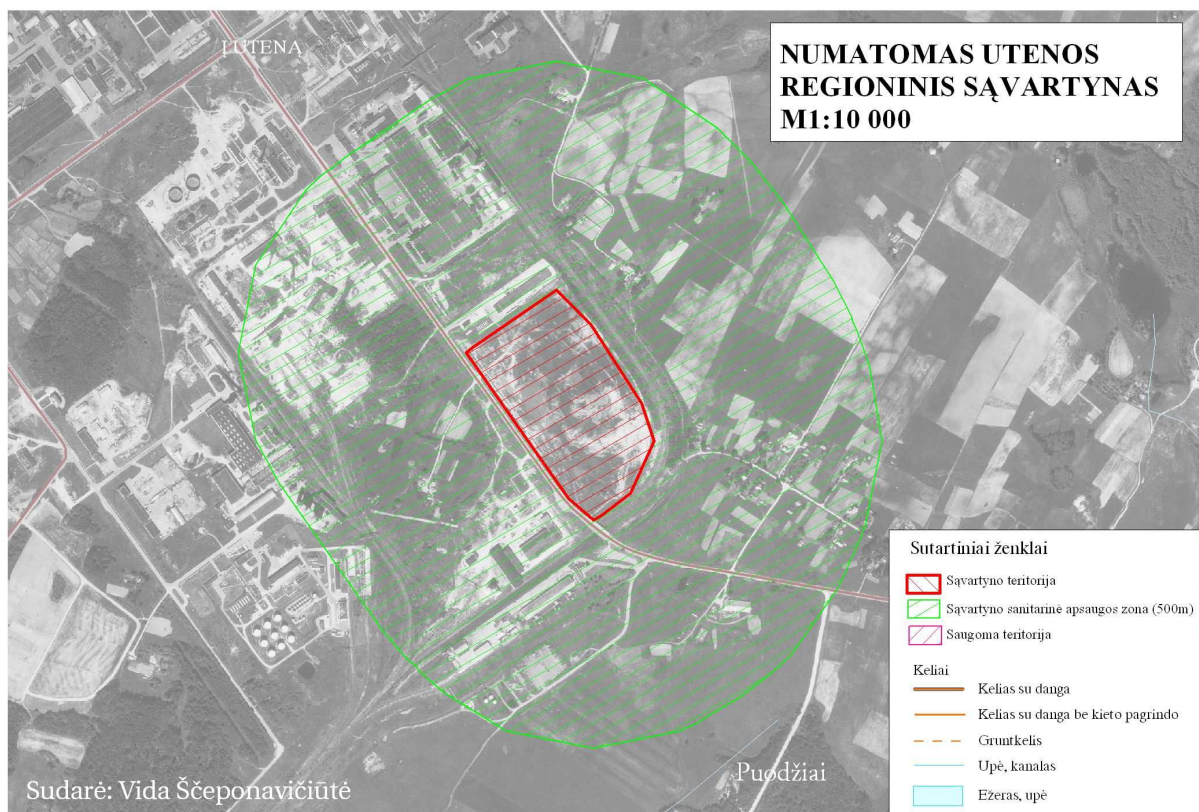 Į UTENĄ
NUMATOMAS UTENOS
REGIONINIS SĄVARTYNAS
M1:10 000
Sutartiniai ženklai
Sąvartyno teritorija
Sąvartyno sanitarinė apsaugos zona (500m)
Saugoma teritorija
Keliai
Kelias su danga
Kelias su danga be kieto pagrindo
Gruntkelis
Upė, kanalas
Ežeras, upė
Puodžiai
Sudarė: Vida Ščeponavičiūtė